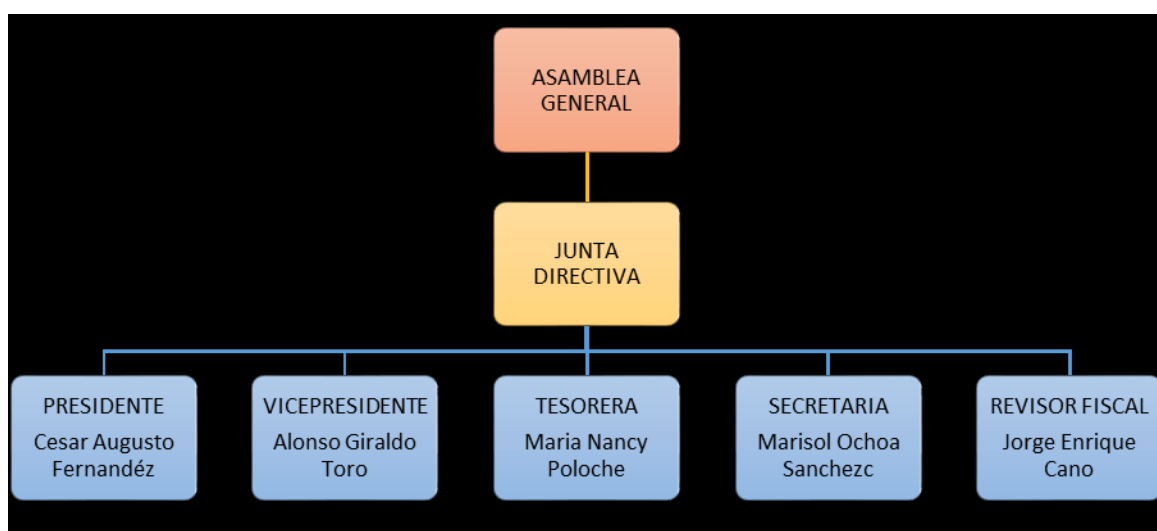 ASAMBLEA
GENERAL
JUNTA
DIRECTIVA
PRESIDENTE
Cesar Augusto
Fernandéz
VICEPRESIDENTE
Alonso Giraldo
Toro
TESORERA
Maria Nancy
Poloche
SECRETARIA
Marisol Ochoa
Sanchezc
REVISOR FISCAL
Jorge Enrique
Cano